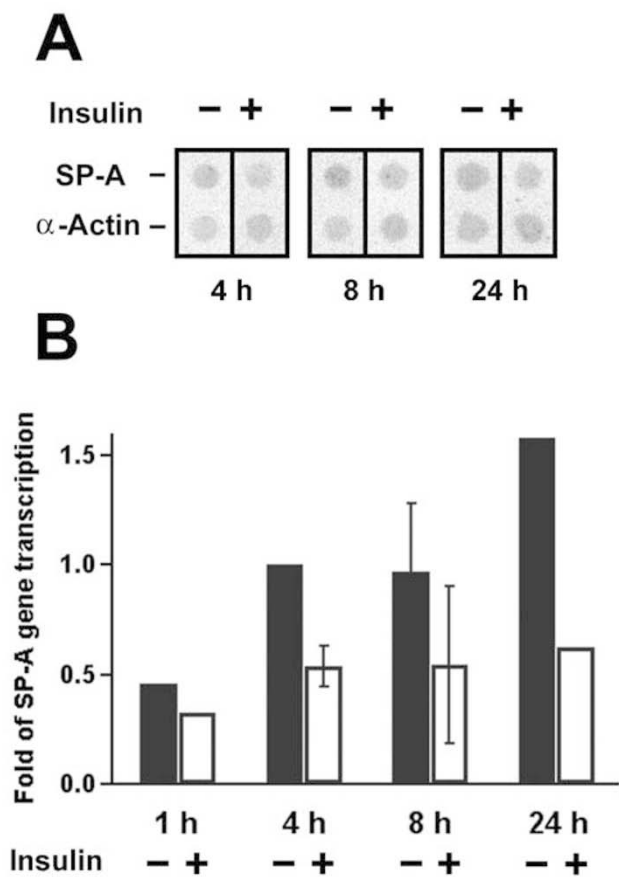 A
Insulin − + − + − +
SP-A −
α-Actin −
4 h 8 h 24 h
B
Fold of SP-A gene transcription
1.5
1.0
0.5
0.0
1 h 4 h 8 h 24 h
Insulin − + − + − + − +